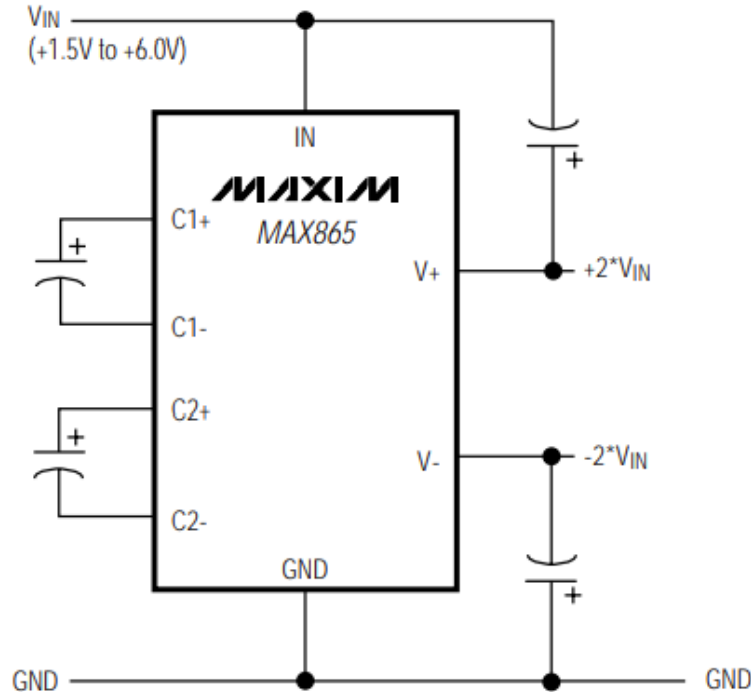 VIN
(+1.5V to +6.0V)
IN
MAXIM
MAX865
C1+
+
C1-
C2+
+
C2-
V+
+2*VIN
+
V-
-2*VIN
+
GND
GND
GND